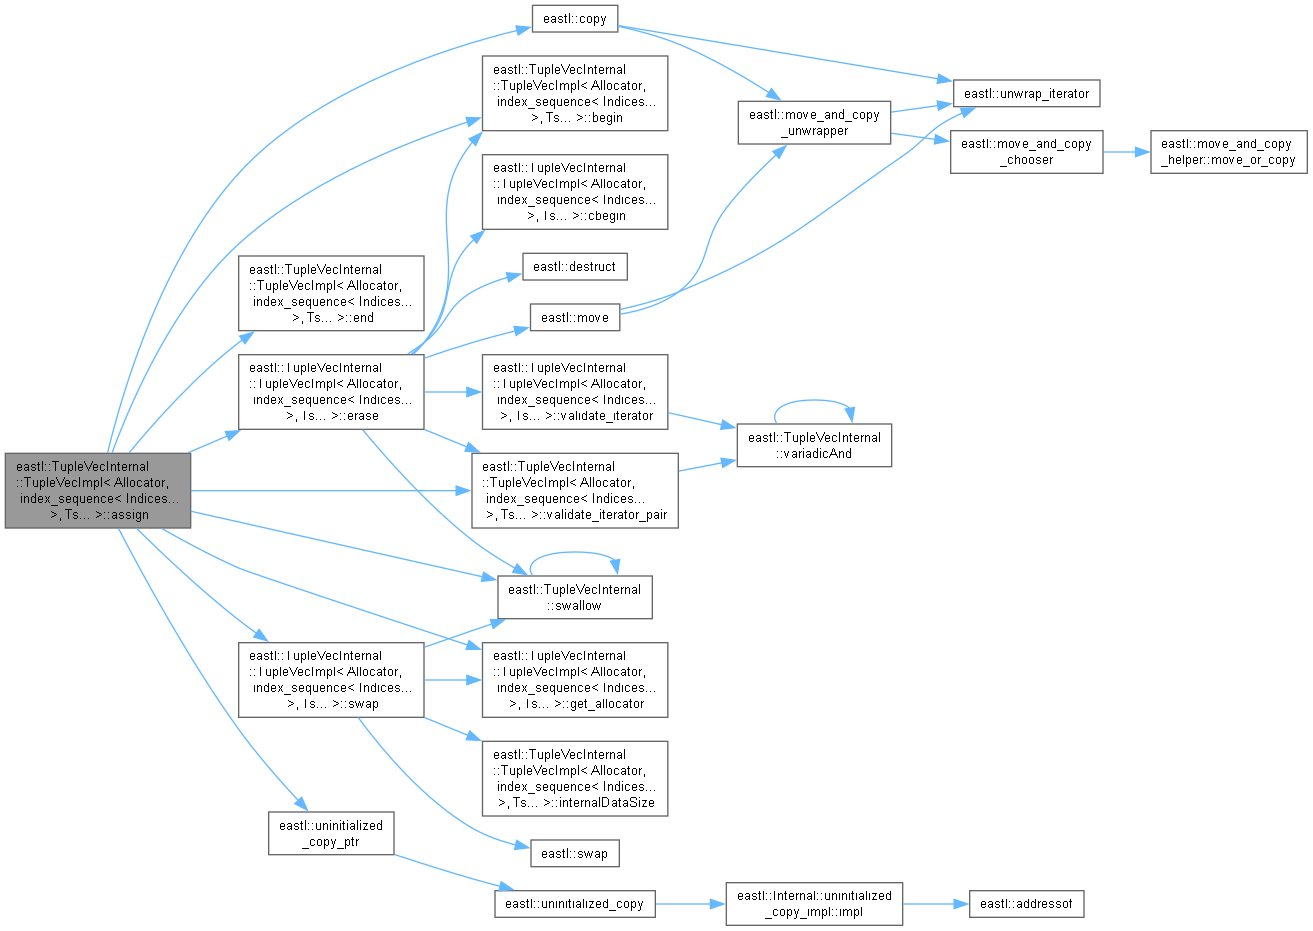 eastl::copy
eastl::TupleVecInternal
::TupleVecImpl< Allocator,
index_sequence< Indices...
>, Ts... >::begin
eastl::unwrap_iterator
eastl::move_and_copy
_unwrapper
eastl::move_and_copy
_chooser
eastl::move_and_copy
_helper::move_or_copy
eastl::TupleVecInternal
::TupleVecImpl< Allocator,
index_sequence< Indices...
>, Ts... >::cbegin
eastl::destruct
eastl::TupleVecInternal
::TupleVecImpl< Allocator,
index_sequence< Indices...
>, Ts... >::end
eastl::move
eastl::TupleVecInternal
::TupleVecImpl< Allocator,
index_sequence< Indices...
>, Ts... >::erase
eastl::TupleVecInternal
::TupleVecImpl< Allocator,
index_sequence< Indices...
>, Ts... >::validate_iterator
eastl::TupleVecInternal
::variadicAnd
eastl::TupleVecInternal
::TupleVecImpl< Allocator,
index_sequence< Indices...
>, Ts... >::assign
eastl::TupleVecInternal
::TupleVecImpl< Allocator,
index_sequence< Indices...
>, Ts... >::validate_iterator_pair
eastl::TupleVecInternal
::swallow
eastl::TupleVecInternal
::TupleVecImpl< Allocator,
index_sequence< Indices...
>, Ts... >::swap
eastl::TupleVecInternal
::TupleVecImpl< Allocator,
index_sequence< Indices...
>, Ts... >::get_allocator
eastl::TupleVecInternal
::TupleVecImpl< Allocator,
index_sequence< Indices...
>, Ts... >::internalDataSize
eastl::uninitialized
_copy_ptr
eastl::swap
eastl::uninitialized_copy
eastl::Internal::uninitialized
_copy_impl::impl
eastl::addressof